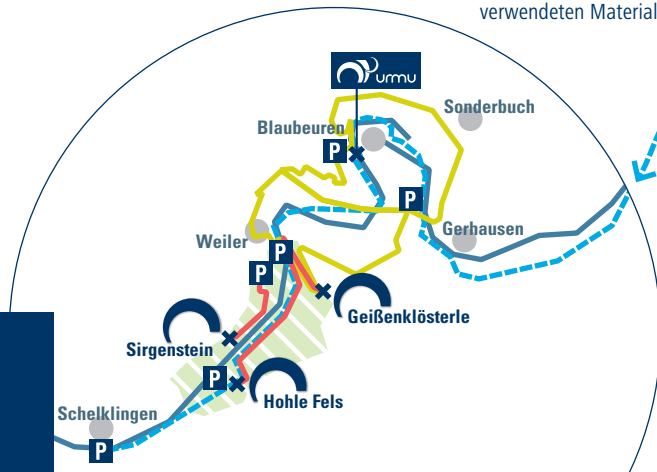 verwendeten Material
urmu
Sonderbuch
Blaubeuren
P
P
Gerhausen
Weiler
P
P
Geißenklösterle
Sirgenstein
P
Hohle Fels
Schelklingen
P